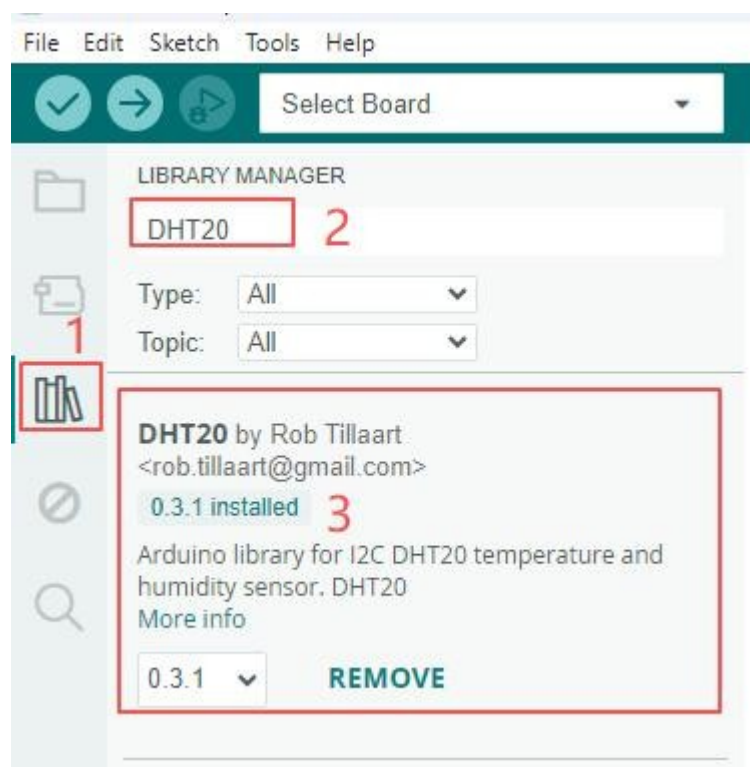 File Edit Sketch Tools Help
Select Board
LIBRARY MANAGER
DHT20 2
Type: All
1
Topic: All
DHT20 by Rob Tillaart
<rob.tillaart@gmail.com>
0.3.1 installed 3
Arduino library for I2C DHT20 temperature and
humidity sensor. DHT20
More info
0.3.1 REMOVE